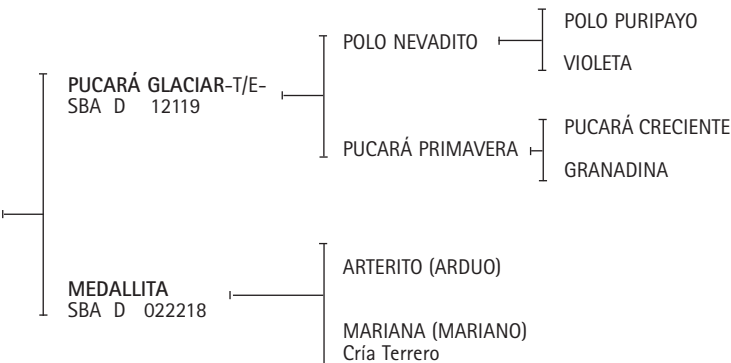 POLO PURIPAYO
POLO NEVADITO
VIOLETA
PUCARÁ GLACIAR-T/E-
SBA D 12119
PUCARÁ CRECIENTE
PUCARÁ PRIMAVERA
GRANADINA
ARTERITO (ARDUO)
MEDALLITA
SBA D 022218
MARIANA (MARIANO)
Cría Terrero